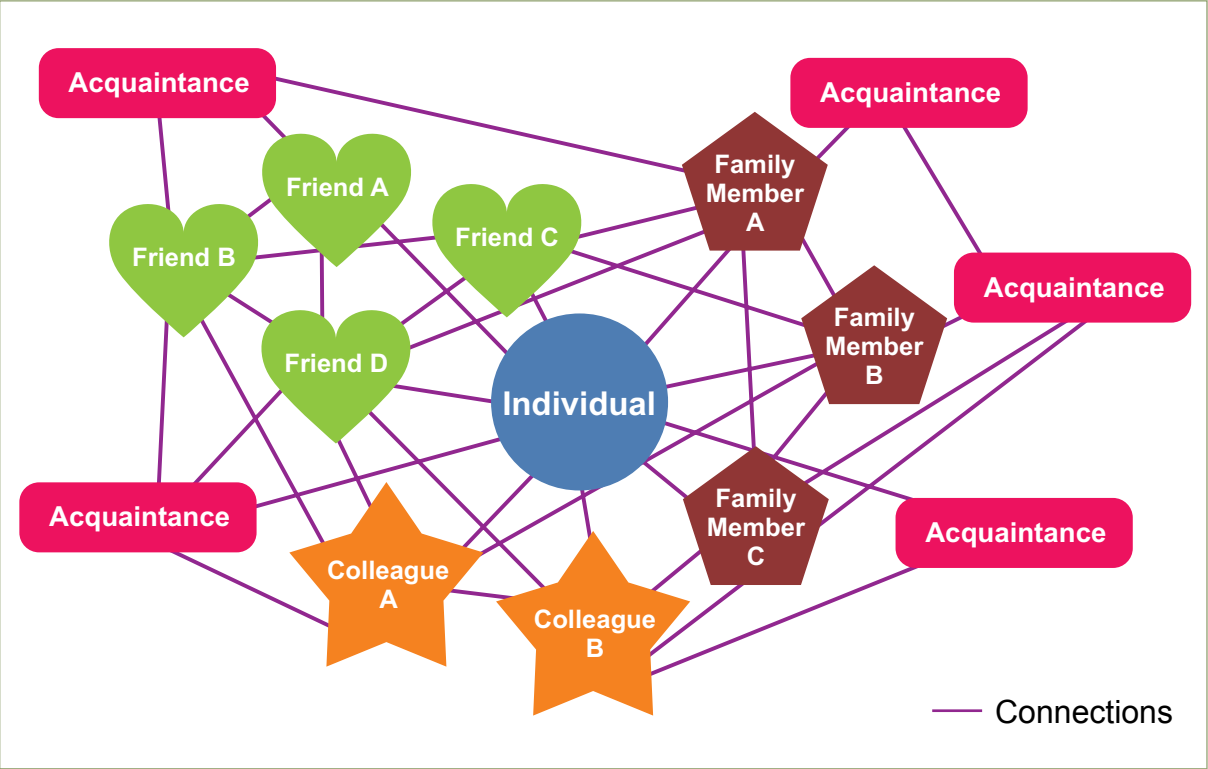 Acquaintance
Acquaintance
Friend A
Family
Member
A
Friend C
Friend B
Acquaintance
Family
Member
B
Friend D
Individual
Acquaintance
Family
Member
C
Acquaintance
Colleague
A
Colleague
B
Connections